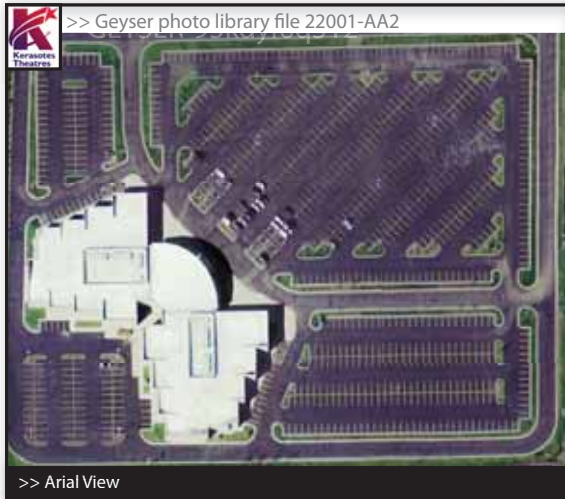 >> Geyser photo library file 22001-AA2
Kerasotes
Theatres
>> Arial View